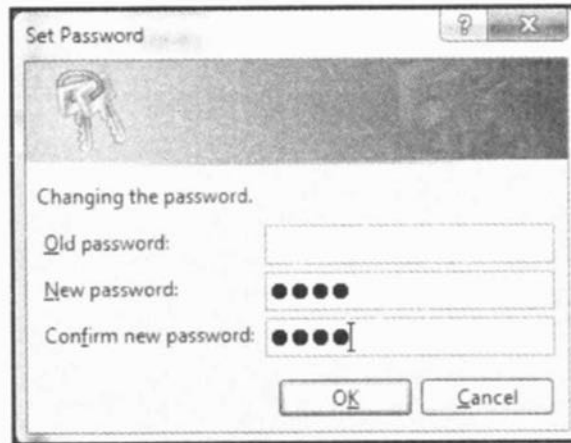 Set Password
?
Changing the password.
Old password:
New password: ●●●●
Confirm new password: ●●●●
OK
Cancel